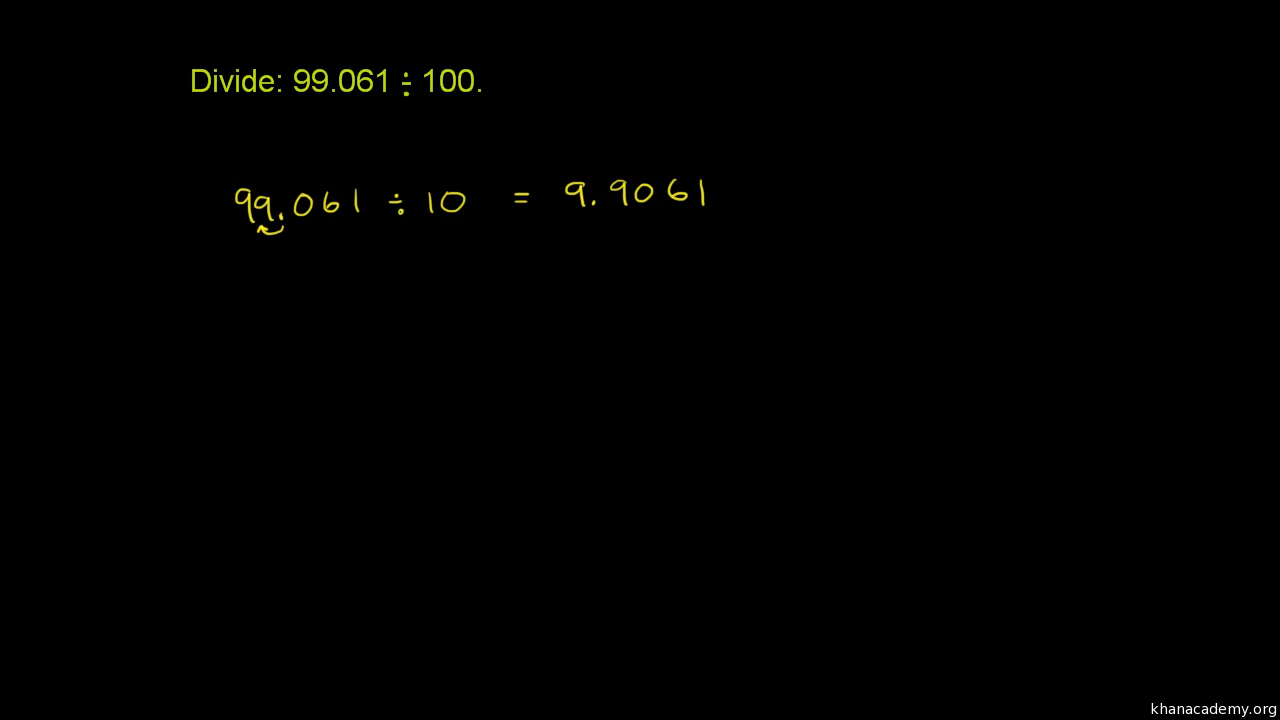 Divide: 99.061 ÷ 100.
99.061 ÷ 10 = 9.9061
khanacademy.org